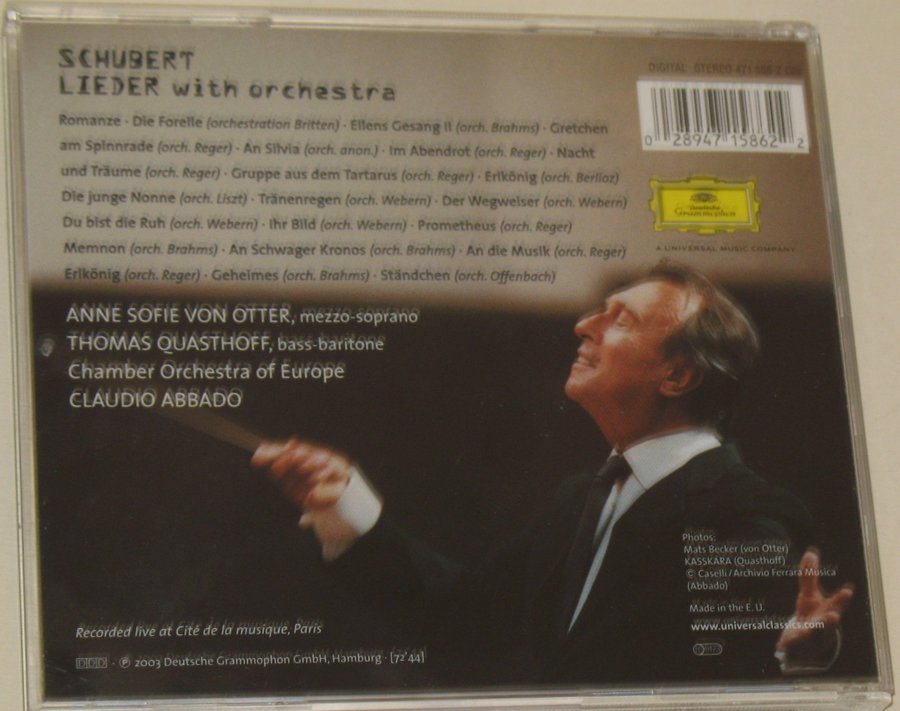 SCHUBERT
LIEDER with orchestra
DIGITAL STEREO 471 586-2
0 28947 15862 2
Romanze · Die Forelle (orchestration Britten) · Ellens Gesang II (orch. Brahms) · Gretchen
am Spinnrade (orch. Reger) · An Silvia (orch. anon.) · Im Abendrot (orch. Reger) · Nacht
und Träume (orch. Reger) · Gruppe aus dem Tartarus (orch. Reger) · Erlkönig (orch. Berlioz)
Die junge Nonne (orch. Liszt) · Tränenregen (orch. Webern) · Der Wegweiser (orch. Webern)
Du bist die Ruh (orch. Webern) · Ihr Bild (orch. Webern) · Prometheus (orch. Reger)
Memnon (orch. Brahms) · An Schwager Kronos (orch. Brahms) · An die Musik (orch. Reger)
Erlkönig (orch. Reger) · Geheimes (orch. Brahms) · Ständchen (orch. Offenbach)
Deutsche
Grammophon
A UNIVERSAL MUSIC COMPANY
ANNE SOFIE VON OTTER, mezzo-soprano
THOMAS QUASTHOFF, bass-baritone
Chamber Orchestra of Europe
CLAUDIO ABBADO
Photos:
Mats Becker (von Otter)
KASSKARA (Quasthoff)
© Caselli / Archivio Ferrara Musica
(Abbado)
Made in the E. U.
www.universalclassics.com
Recorded live at Cité de la musique, Paris
DDD · ℗ 2003 Deutsche Grammophon GmbH, Hamburg · [72'44]